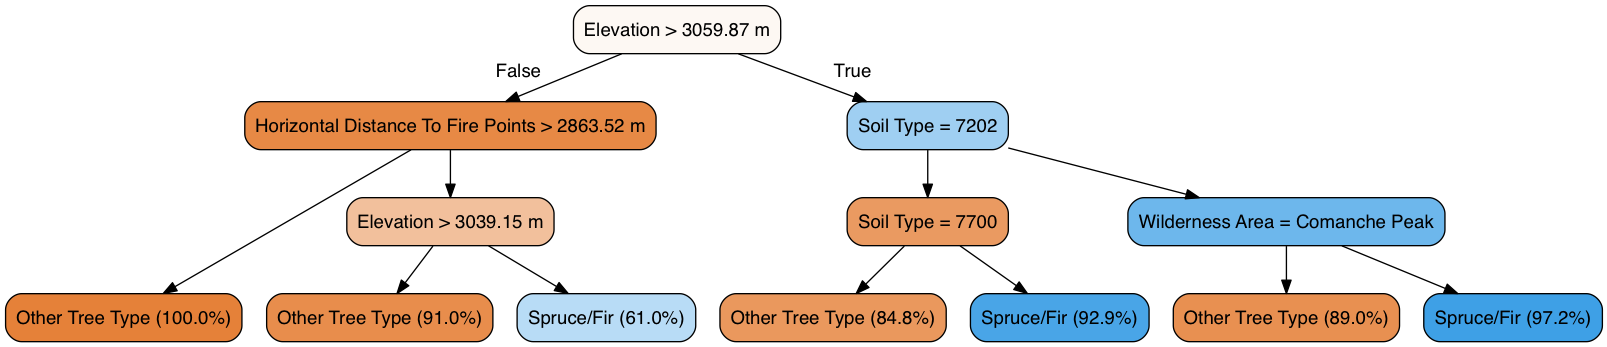 Elevation > 3059.87 m
False
True
Horizontal Distance To Fire Points > 2863.52 m
Soil Type = 7202
Elevation > 3039.15 m
Soil Type = 7700
Wilderness Area = Comanche Peak
Other Tree Type (100.0%)
Other Tree Type (91.0%)
Spruce/Fir (61.0%)
Other Tree Type (84.8%)
Spruce/Fir (92.9%)
Other Tree Type (89.0%)
Spruce/Fir (97.2%)